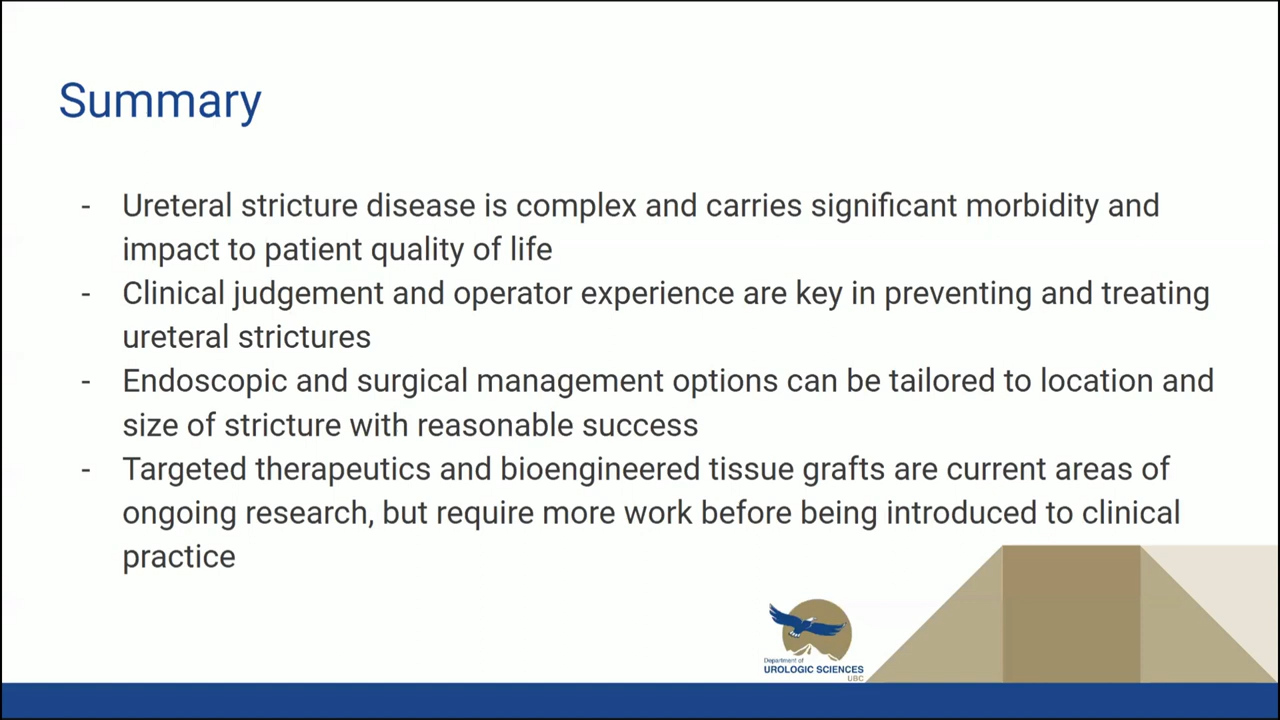 Summary
- Ureteral stricture disease is complex and carries significant morbidity and
impact to patient quality of life
- Clinical judgement and operator experience are key in preventing and treating
ureteral strictures
- Endoscopic and surgical management options can be tailored to location and
size of stricture with reasonable success
- Targeted therapeutics and bioengineered tissue grafts are current areas of
ongoing research, but require more work before being introduced to clinical
practice
Department of
UROLOGIC SCIENCES
UBC